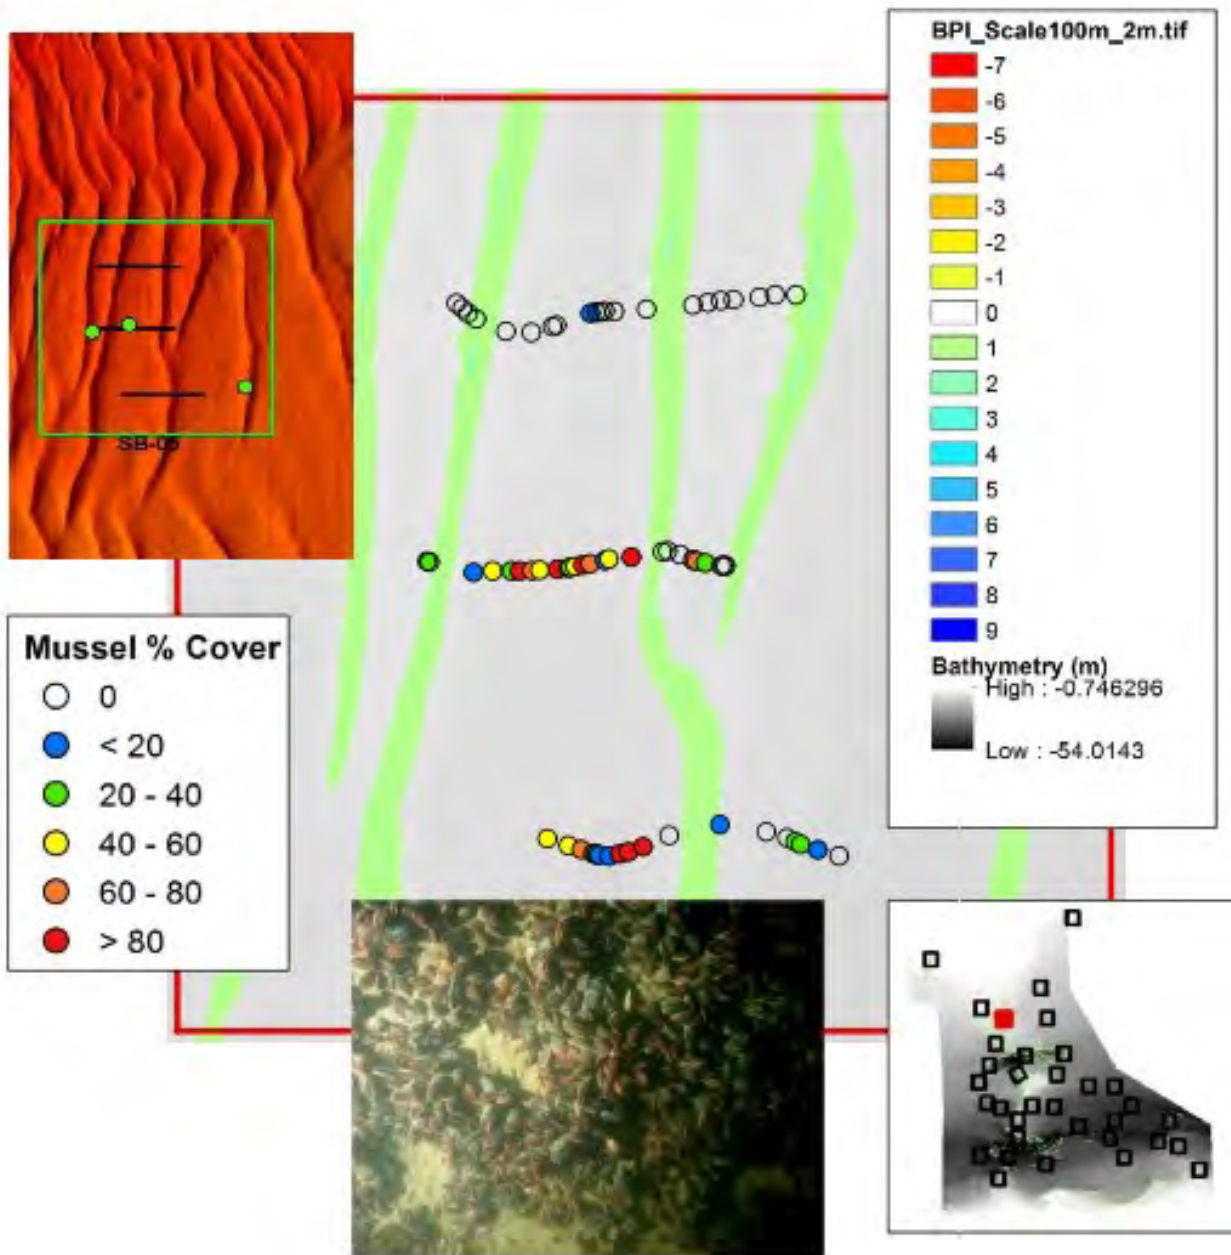 BPI_Scale100m_2m.tif
-7
-6
-5
-4
-3
-2
-1
0
1
2
3
4
5
6
7
8
9
Bathymetry (m)
High : -0.746296
Low : -54.0143
SB-05
Mussel % Cover
0
< 20
20 - 40
40 - 60
60 - 80
> 80